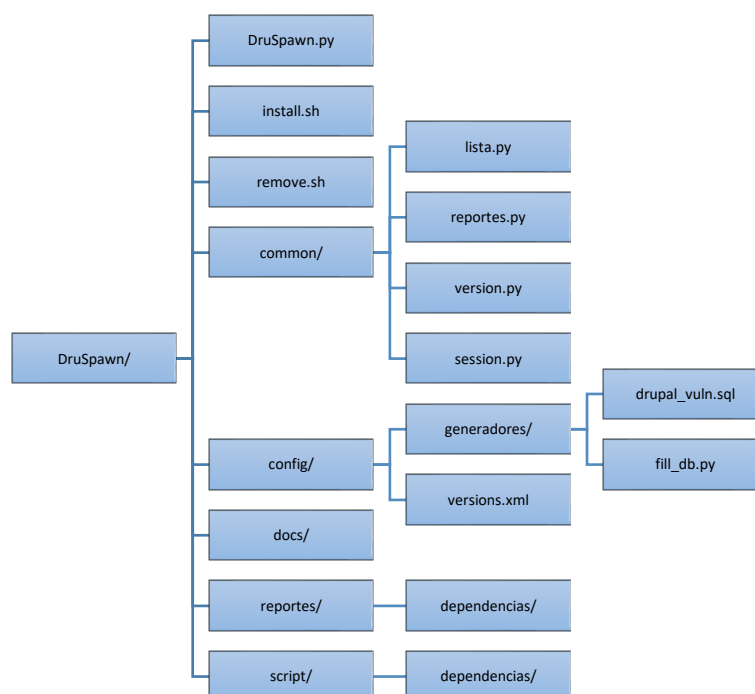 DruSpawn/
DruSpawn.py
install.sh
remove.sh
common/
lista.py
reportes.py
version.py
session.py
config/
generadores/
drupal_vuln.sql
fill_db.py
versions.xml
docs/
reportes/
dependencias/
script/
dependencias/